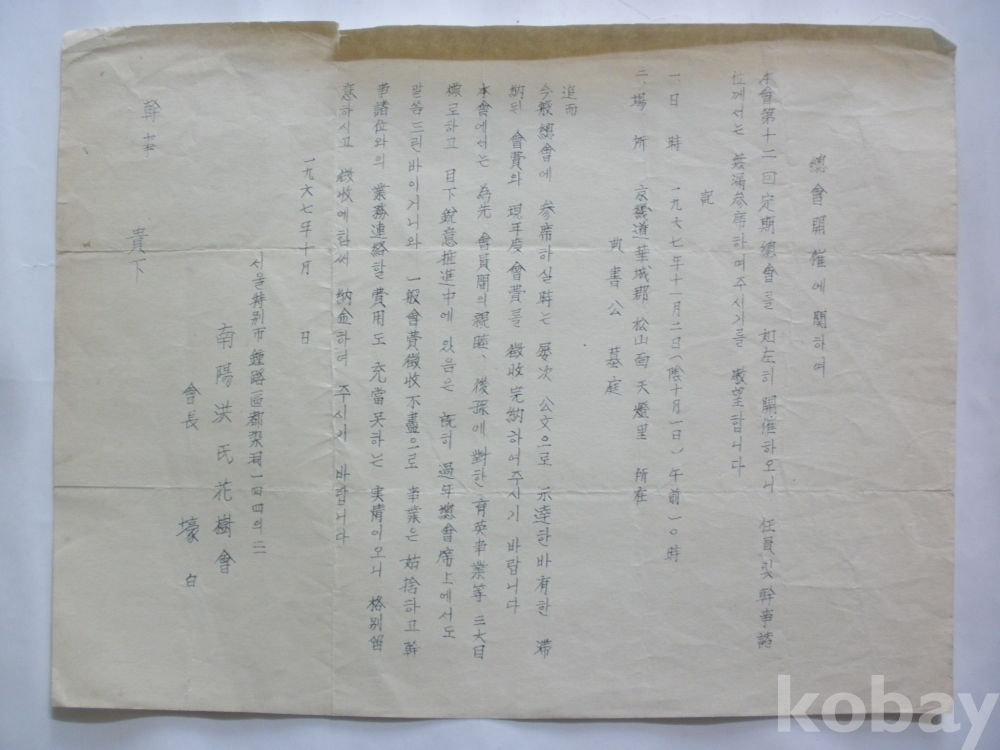 總會開催에 關하여
本會第十二回定期總會를 如左히 開催하오니 任員및 幹事諸
位께서는 無漏參席하여주시기를 敬望합니다
記
一、日 時 一九六七年十一月二日(陰十月一日) 午前一〇時
二、場 所 京畿道華城郡 松山面 天燈里 所在
尙書公 墓庭
追而
今般總會에 參席하실時는 屢次 公文으로 示達한바有한 滯
納된 會費와 現年度會費를 徵收完納하여주시기 바랍니다
本會에서는 爲先 會員間의親睦、後孫에對한育英事業等 三大目
標로하고 目下銳意推進中에 있음은 旣히 過年總會席上에서도
말씀드린바이거니와 一般會費徵收不盡으로 事業은姑捨하고 幹
事諸位와의 業務連絡할費用도 充當못하는 実情이오니 格別留
意하시고 徵收에힘써 納金하여 주시기 바랍니다
一九六七年十月 日
서울特別市鍾路區都染洞一四四의二
南陽洪氏花樹會
會長 壕 白
幹事 貴下
kobay